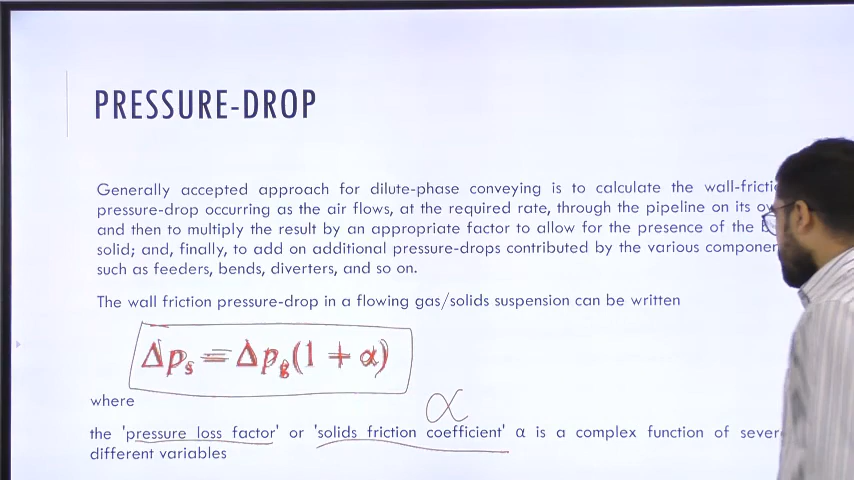 PRESSURE-DROP
Generally accepted approach for dilute-phase conveying is to calculate the
pressure-drop occurring as the air flows, at the required rate, through the pipeline on its
and then to multiply the result by an appropriate factor to allow for the presence of the
solid; and, finally, to add on additional pressure-drops contributed by the various
such as feeders, bends, diverters, and so on.
The wall friction pressure-drop in a flowing gas/solids suspension can be written
Δpₛ = Δp_g(1 + α)
where
α
the 'pressure loss factor' or 'solids friction coefficient' α is a complex function of
different variables